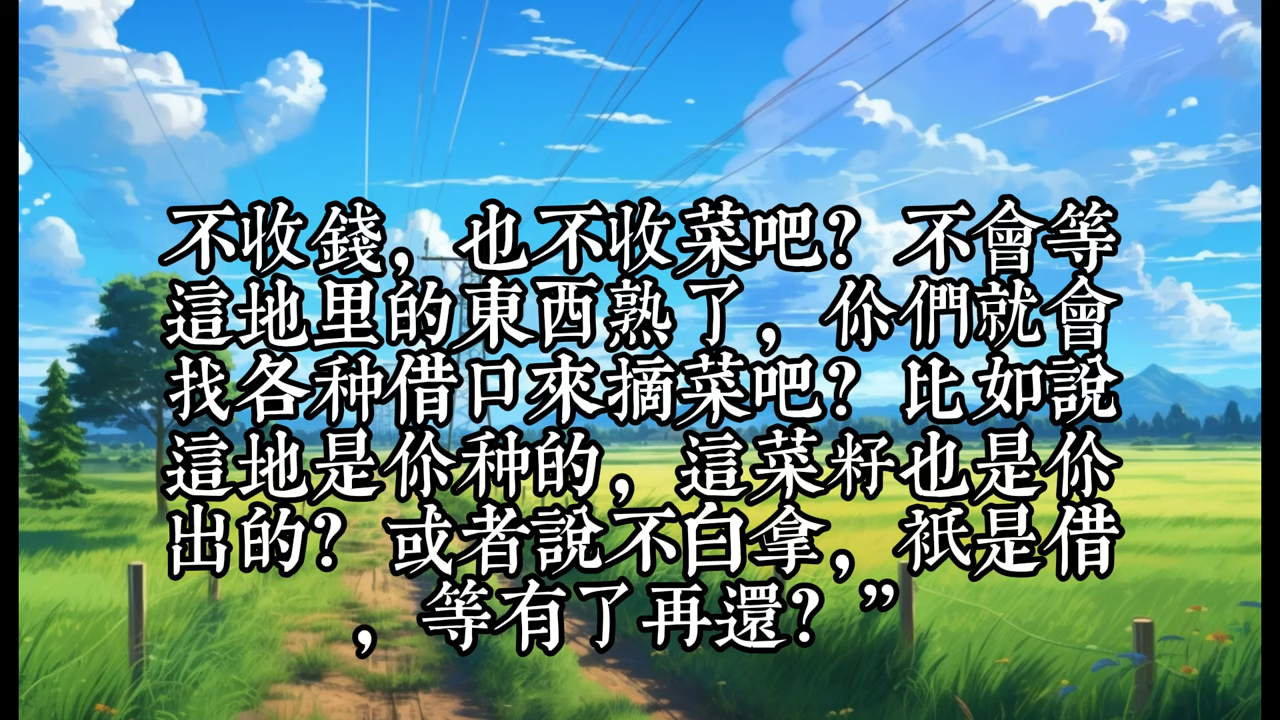 不收錢，也不收菜吧？不會等
這地里的東西熟了，你們就會
找各种借口來摘菜吧？比如說
這地是你种的，這菜籽也是你
出的？或者說不白拿，祇是借
，等有了再還？”